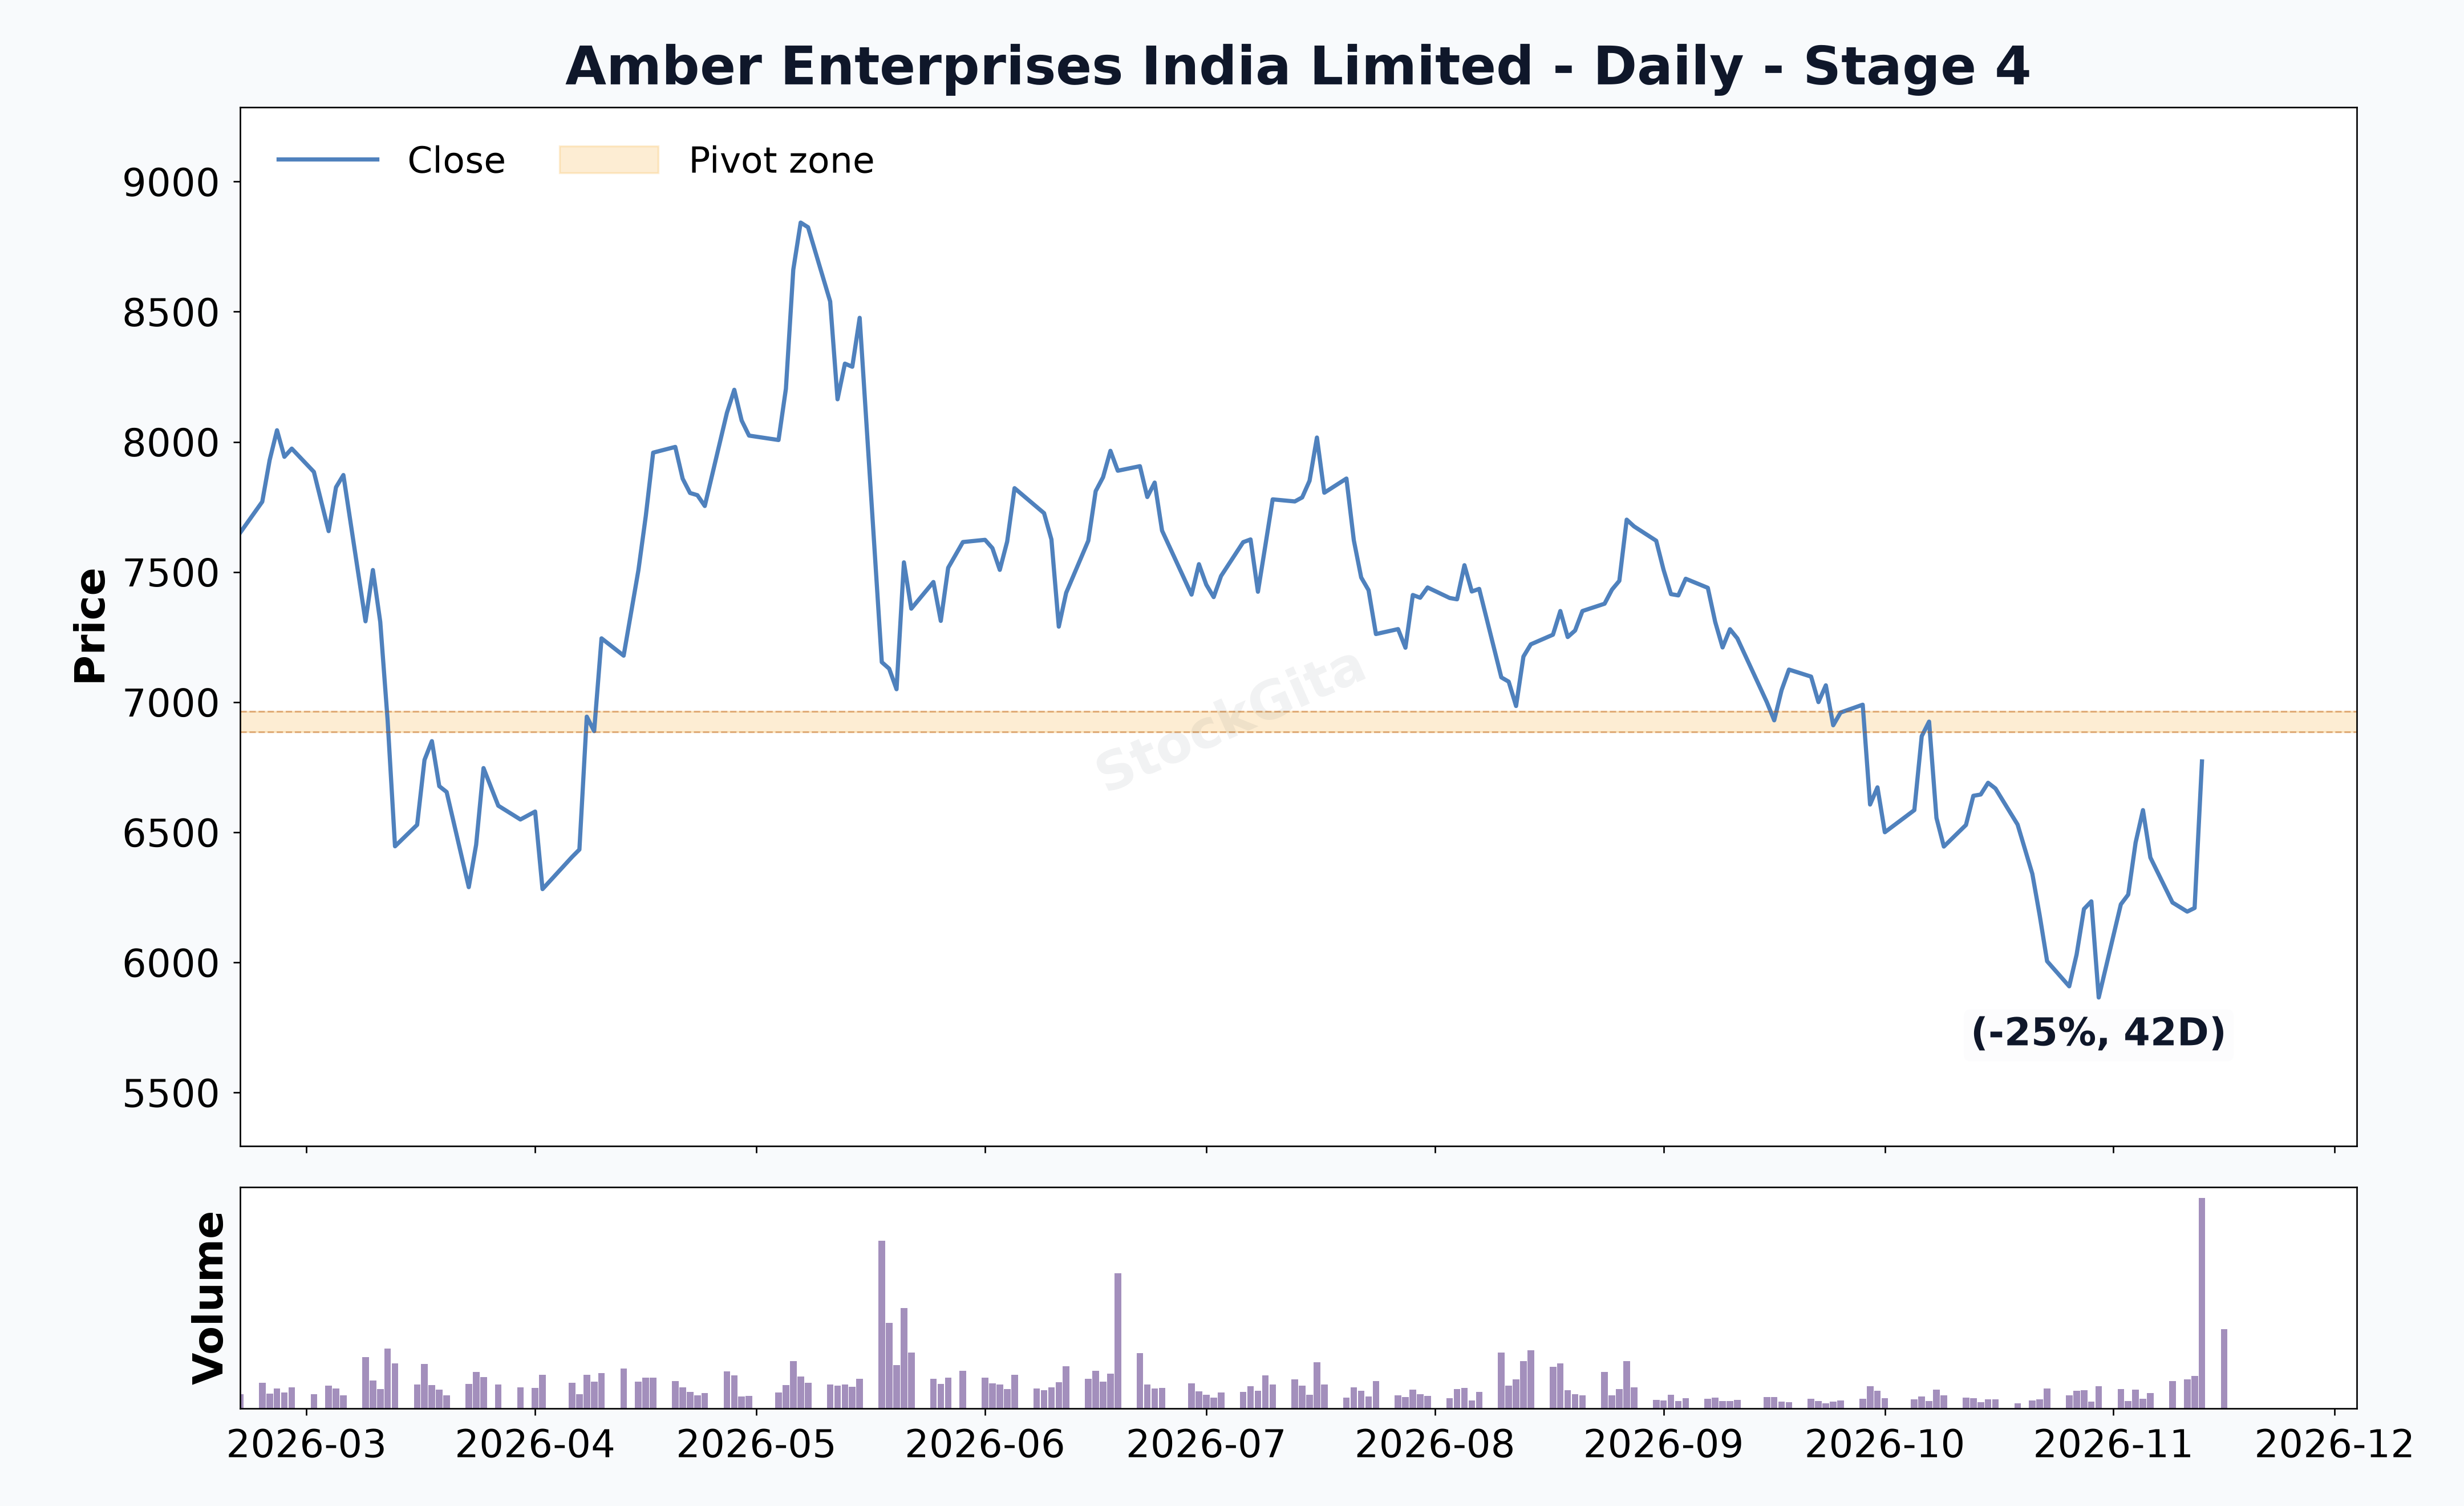 Amber Enterprises India Limited - Daily - Stage 4
Close
Pivot zone
9000
8500
8000
7500
7000
6500
6000
5500
Price
StockGita
(-25%, 42D)
Volume
2026-03
2026-04
2026-05
2026-06
2026-07
2026-08
2026-09
2026-10
2026-11
2026-12